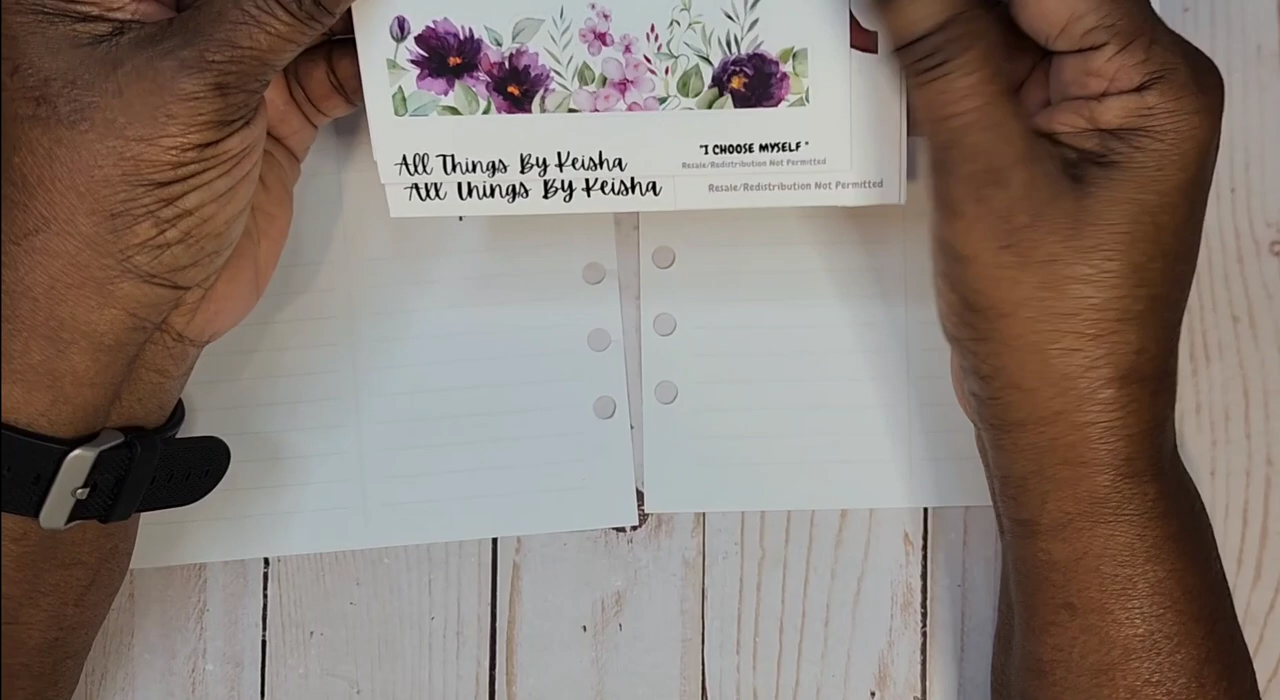 "I CHOOSE MYSELF"
All Things By Keisha
Resale/Redistribution Not Permitted
All Things By Keisha
Resale/Redistribution Not Permitted